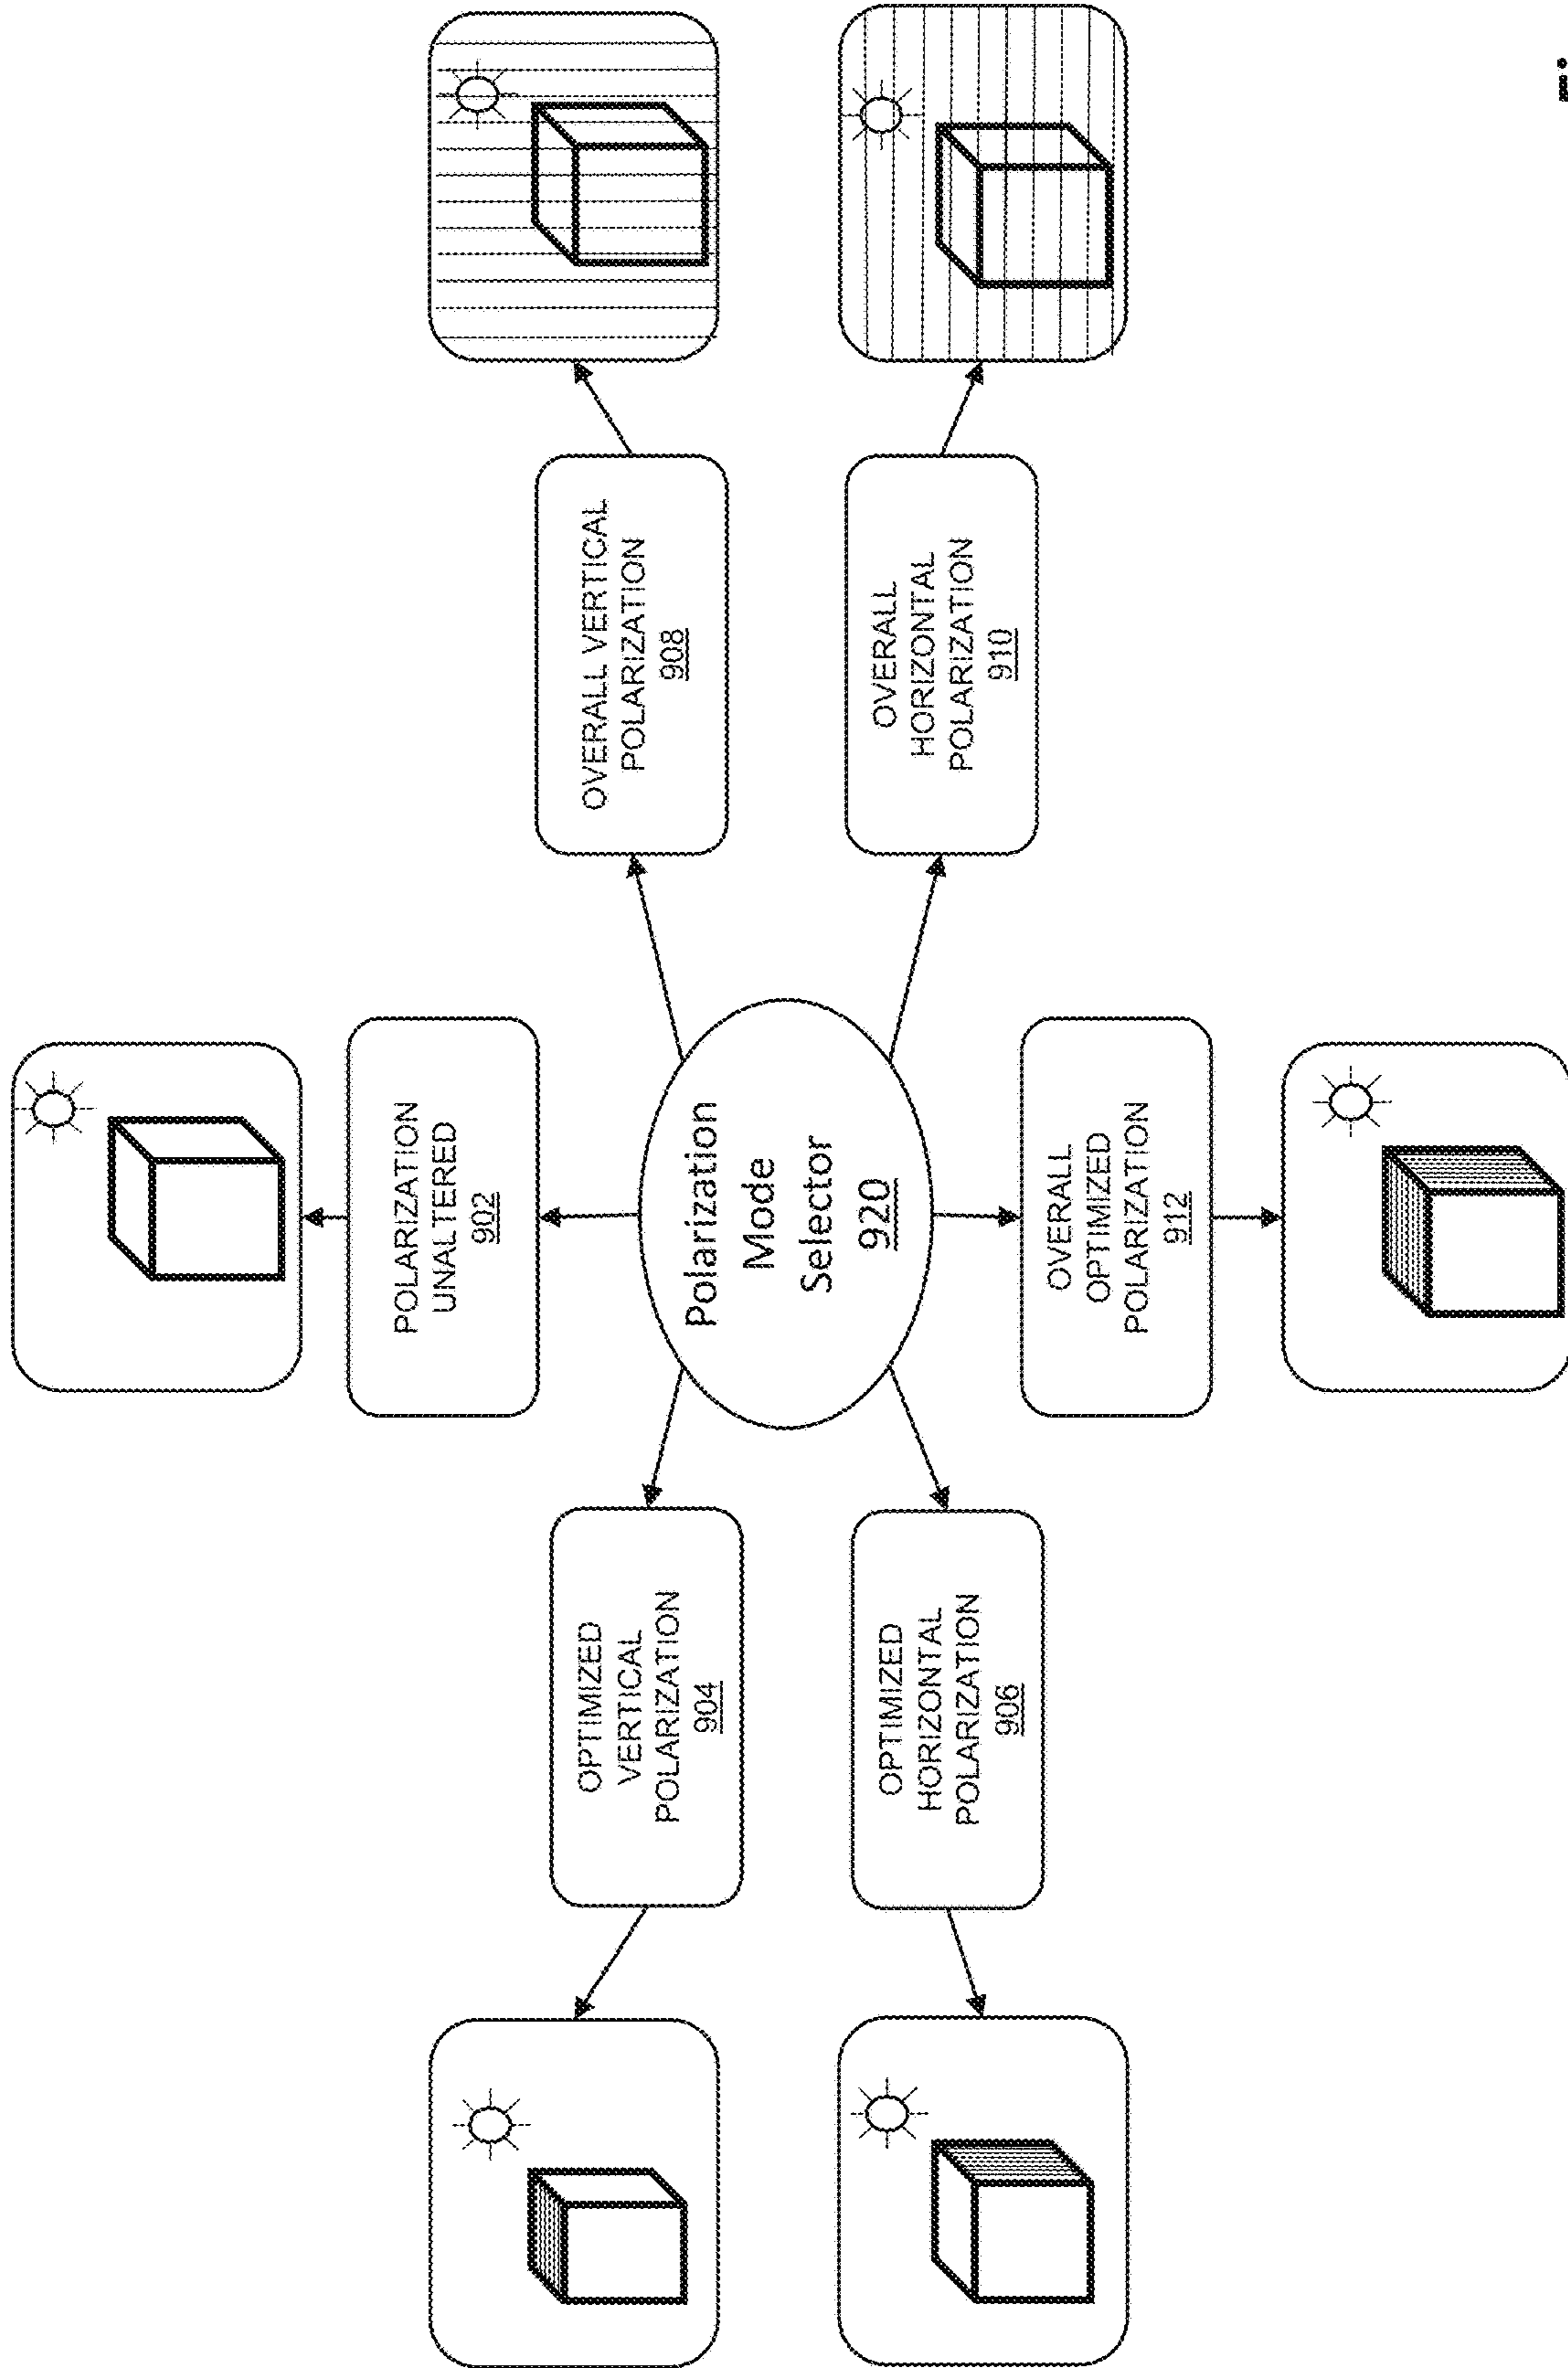 POLARIZATION
UNALTERED
902
OPTIMIZED
VERTICAL
POLARIZATION
904
OVERALL VERTICAL
POLARIZATION
908
Polarization
Mode
Selector
920
OPTIMIZED
HORIZONTAL
POLARIZATION
906
OVERALL
HORIZONTAL
POLARIZATION
910
OVERALL
OPTIMIZED
POLARIZATION
912